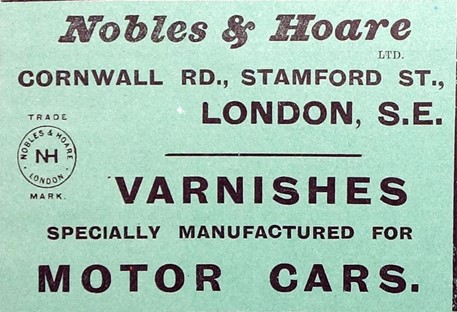 Nobles & Hoare
LTD.
CORNWALL RD., STAMFORD ST.,
LONDON, S.E.
TRADE
NOBLES & HOARE
NH
LONDON
MARK.
VARNISHES
SPECIALLY MANUFACTURED FOR
MOTOR CARS.